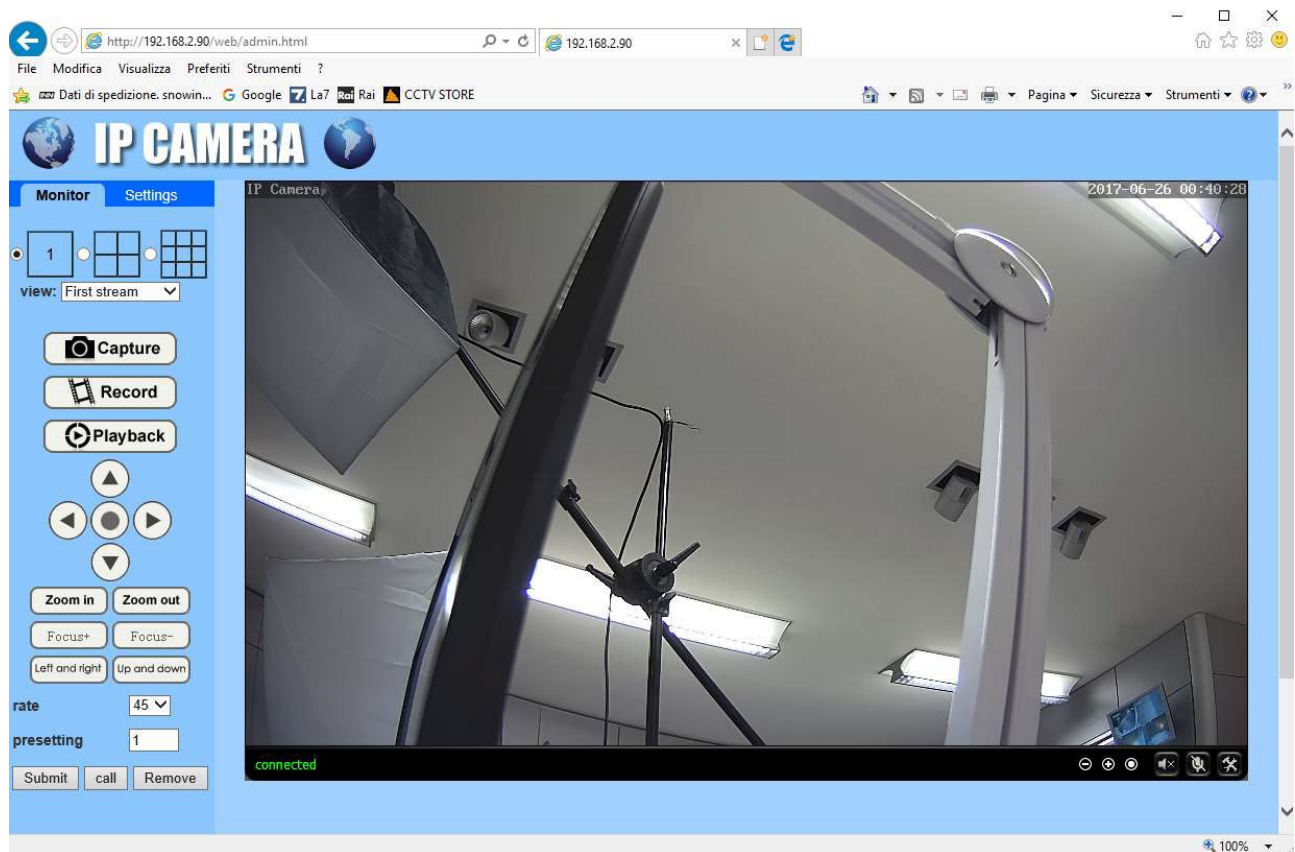 http://192.168.2.90/web/admin.html
192.168.2.90
File Modifica Visualizza Preferiti Strumenti ?
Dati di spedizione. snowin... Google La7 Rai Rai CCTV STORE
Pagina Sicurezza Strumenti
IP CAMERA
Monitor Settings
IP Camera
2017-06-26 00:40:28
1
view: First stream
Capture
Record
Playback
Zoom in Zoom out
Focus+ Focus-
Left and right Up and down
rate 45
presetting 1
Submit call Remove
connected
100%